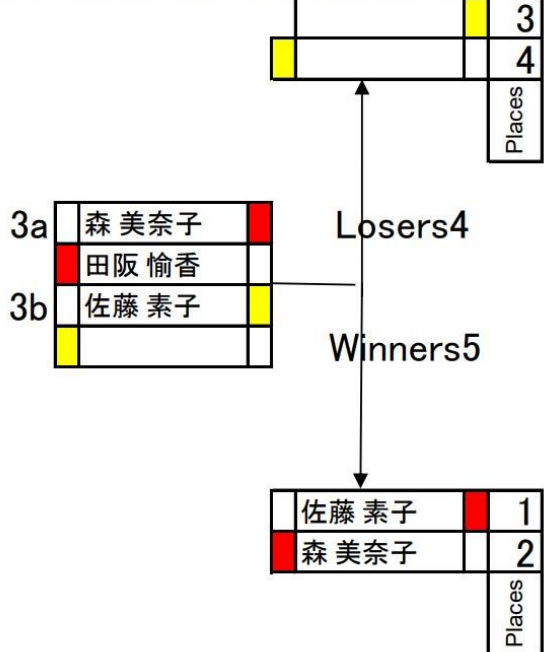 3
4
Places
3a 森 美奈子
田阪 愉香
3b 佐藤 素子
Losers4
Winners5
佐藤 素子 1
森 美奈子 2
Places